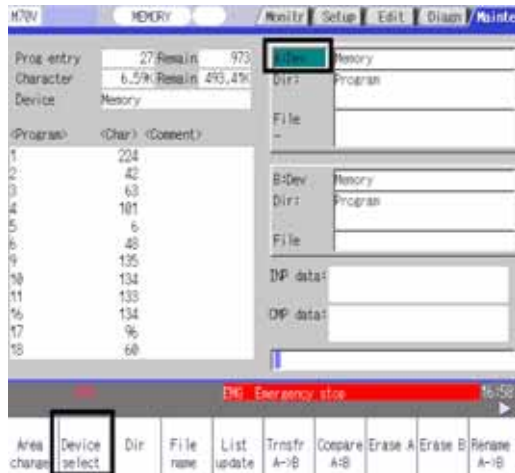 M70V MEMORY Monitr Setup Edit Diagn Mainte
Prog entry 27 Remain 973
Character 6.59K Remain 493.41K
Device Memory
<Program> <Char> <Comment>
1 224
2 42
3 63
4 101
5 6
6 48
9 135
10 134
11 133
16 134
17 96
18 60
A:Dev Memory
Dir: Program
File
-
B:Dev Memory
Dir: Program
File
INP data:
CMP data:
EMG Emergency stop 16:58
Area change
Device select
Dir
File name
List update
Trnsfr A->B
Compare A:B
Erase A
Erase B
Rename A->B